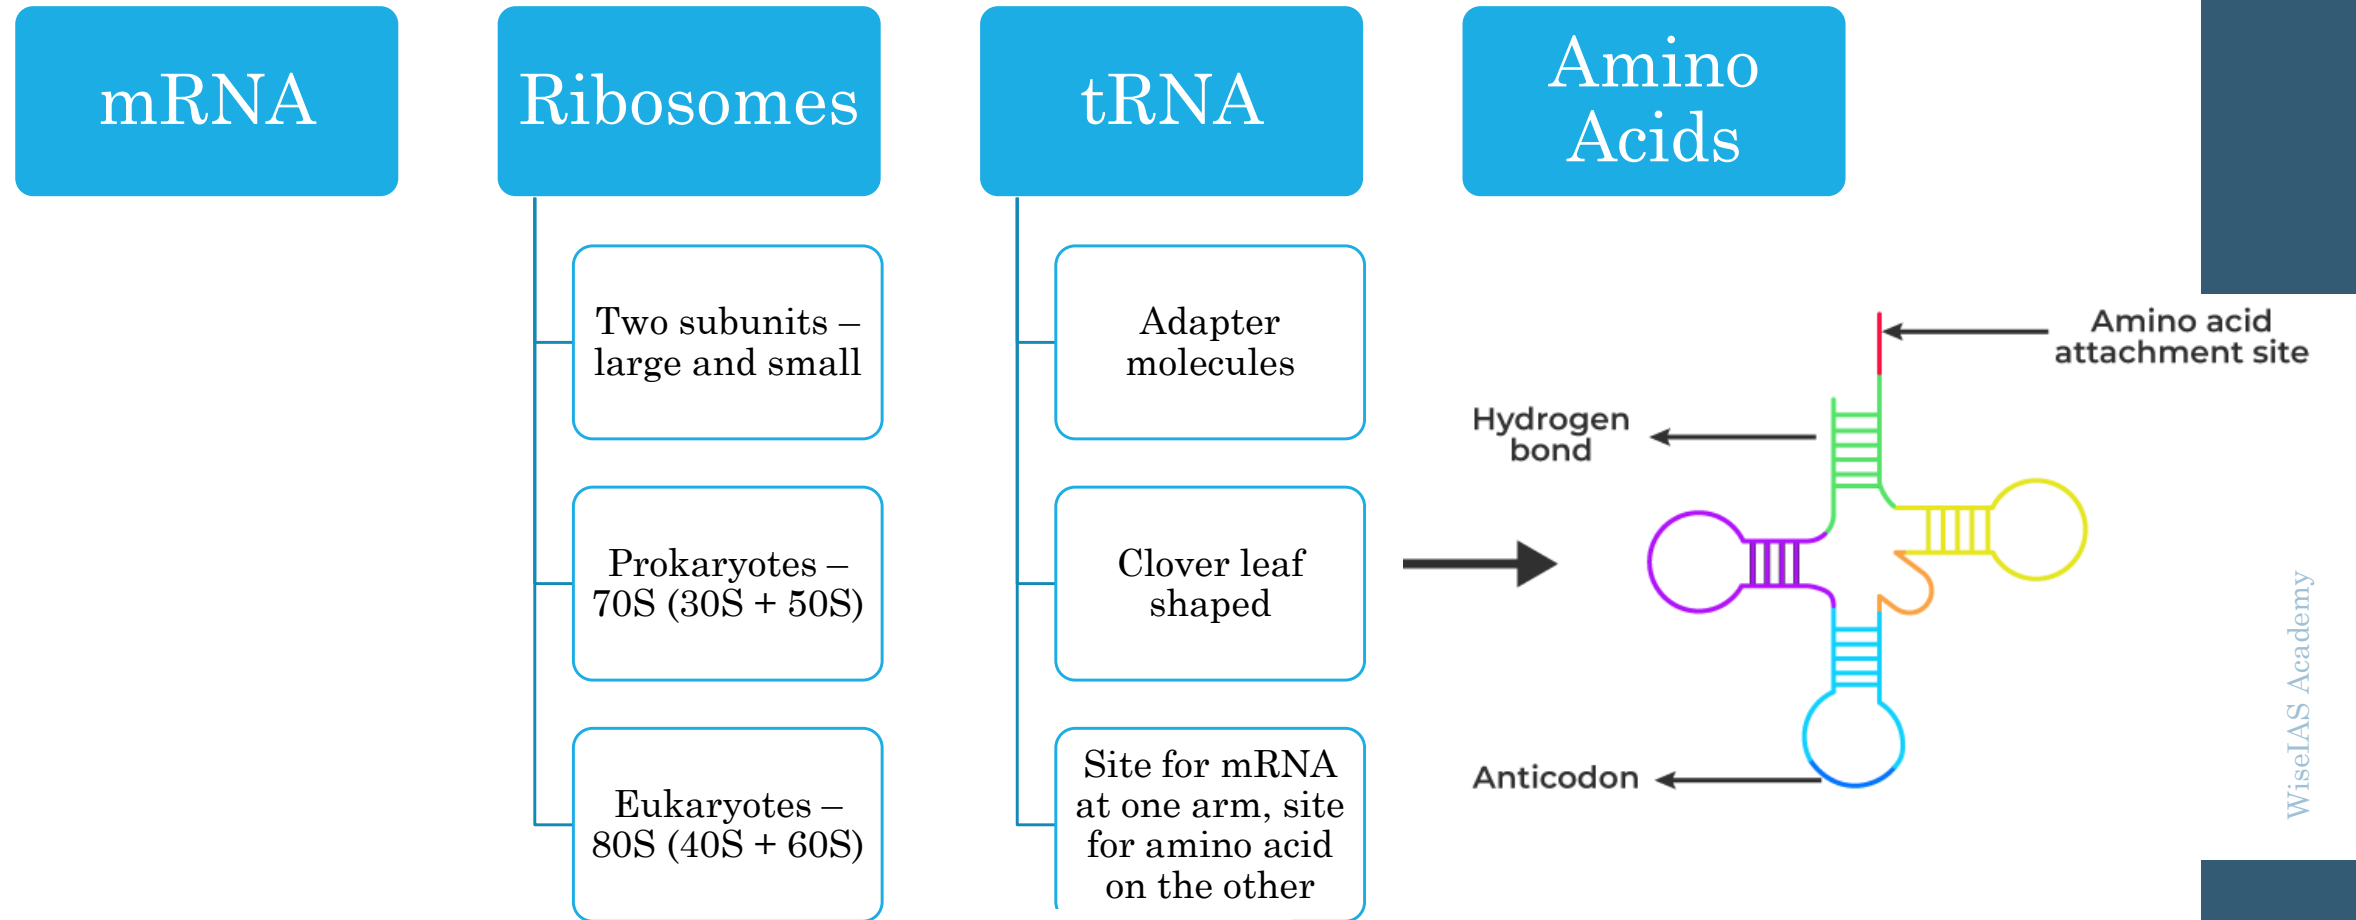 mRNA
Ribosomes
Two subunits –
large and small
Prokaryotes –
70S (30S + 50S)
Eukaryotes –
80S (40S + 60S)
tRNA
Adapter
molecules
Clover leaf
shaped
Site for mRNA
at one arm, site
for amino acid
on the other
Amino
Acids
Amino acid
attachment site
Hydrogen
bond
Anticodon
WiseIAS Academy